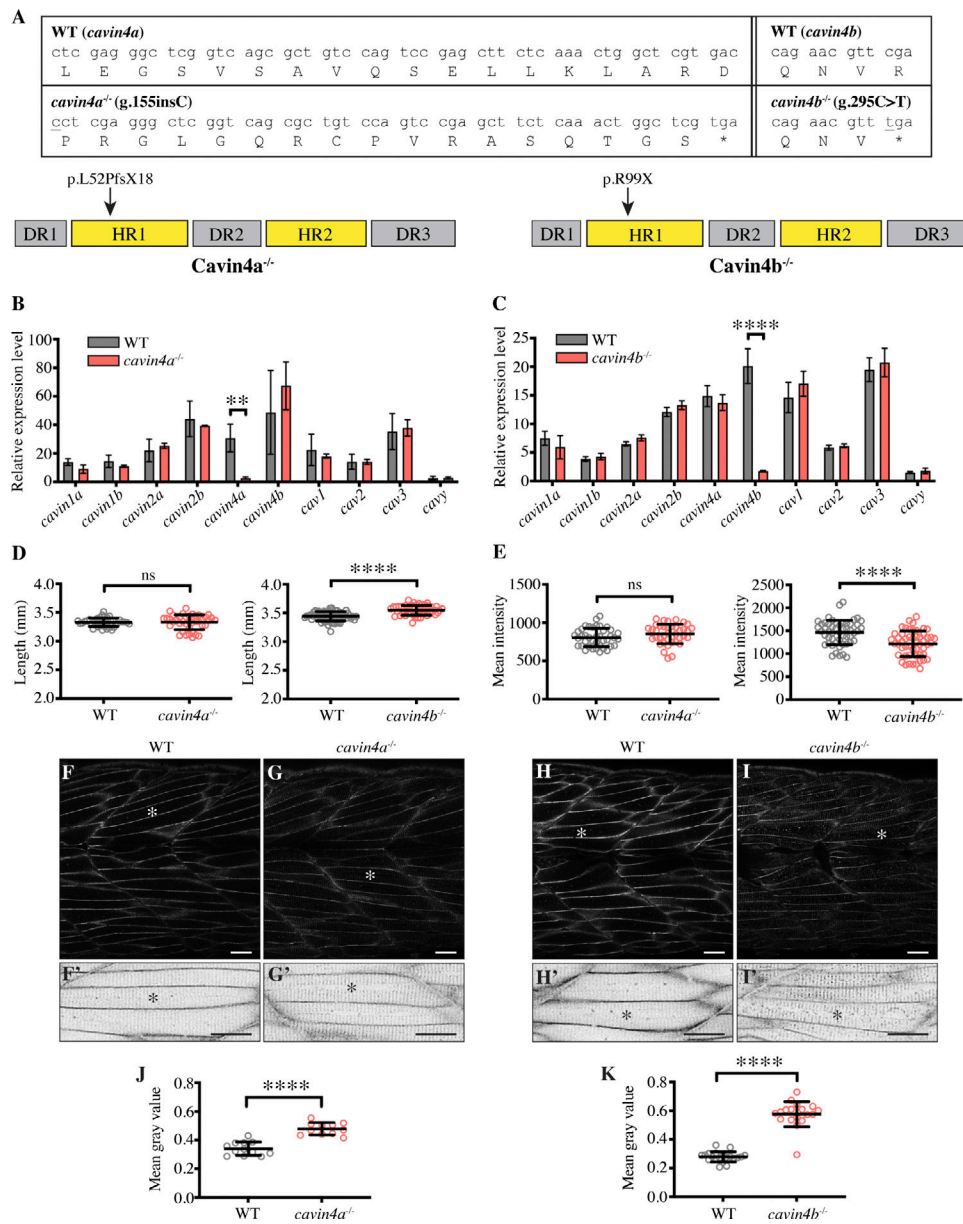 A
WT (cavin4a)
ctc gag ggc tcg gtc agc gct gtc cag tcc gag ctt ctc aaa ctg gct cgt gac
L E G S V S A V Q S E L L K L A R D
WT (cavin4b)
cag aac gtt cga
Q N V R
cavin4a-/- (g.155insC)
cct cga ggg ctc ggt cag cgc tgt cca gtc cga gct tct caa act ggc tcg tga
P R G L G Q R C P V R A S Q T G S *
cavin4b-/- (g.295C>T)
cag aac gtt tga
Q N V *
p.L52PfsX18
DR1 HR1 DR2 HR2 DR3
Cavin4a-/-
p.R99X
DR1 HR1 DR2 HR2 DR3
Cavin4b-/-
B
Relative expression level
100
80
60
40
20
0
WT
cavin4a-/-
**
cavin1a cavin1b cavin2a cavin2b cavin4a cavin4b cav1 cav2 cav3 cavy
C
Relative expression level
25
20
15
10
5
0
WT
cavin4b-/-
****
cavin1a cavin1b cavin2a cavin2b cavin4a cavin4b cav1 cav2 cav3 cavy
D
Length (mm)
4.0
3.5
3.0
2.5
2.0
ns
WT cavin4a-/-
Length (mm)
4.0
3.5
3.0
2.5
2.0
****
WT cavin4b-/-
E
Mean intensity
1500
1000
500
0
ns
WT cavin4a-/-
Mean intensity
2500
2000
1500
1000
500
0
****
WT cavin4b-/-
WT cavin4a-/-
F *
G *
F' *
G' *
WT cavin4b-/-
H *
I *
H' *
I' *
J
Mean gray value
0.8
0.6
0.4
0.2
0.0
****
WT cavin4a-/-
K
Mean gray value
0.8
0.6
0.4
0.2
0.0
****
WT cavin4b-/-